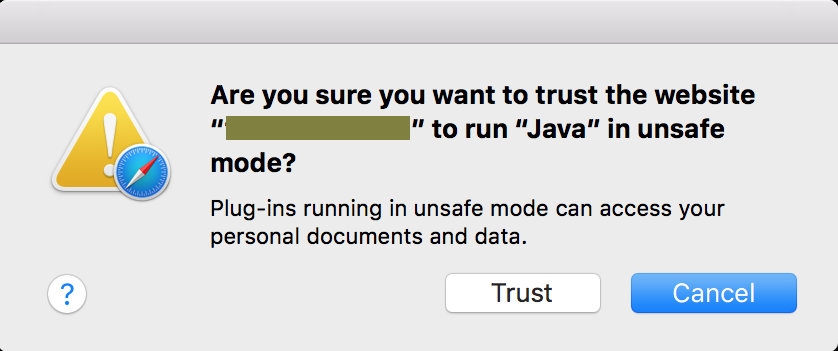 Are you sure you want to trust the website
“ ” to run “Java” in unsafe
mode?
Plug-ins running in unsafe mode can access your
personal documents and data.
? Trust Cancel